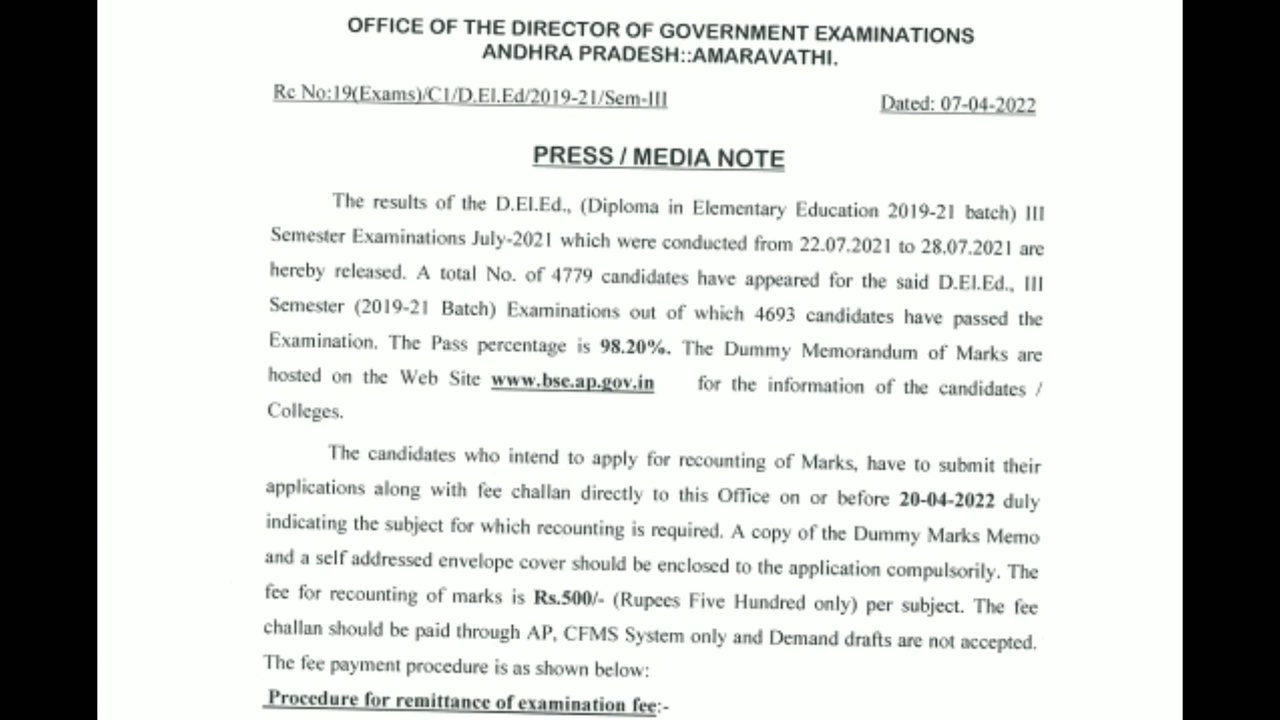 OFFICE OF THE DIRECTOR OF GOVERNMENT EXAMINATIONS
ANDHRA PRADESH::AMARAVATHI.
Rc No:19(Exams)/C1/D.El.Ed/2019-21/Sem-III Dated: 07-04-2022
PRESS / MEDIA NOTE
The results of the D.El.Ed., (Diploma in Elementary Education 2019-21 batch) III
Semester Examinations July-2021 which were conducted from 22.07.2021 to 28.07.2021 are
hereby released. A total No. of 4779 candidates have appeared for the said D.El.Ed., III
Semester (2019-21 Batch) Examinations out of which 4693 candidates have passed the
Examination. The Pass percentage is 98.20%. The Dummy Memorandum of Marks are
hosted on the Web Site www.bse.ap.gov.in for the information of the candidates /
Colleges.
The candidates who intend to apply for recounting of Marks, have to submit their
applications along with fee challan directly to this Office on or before 20-04-2022 duly
indicating the subject for which recounting is required. A copy of the Dummy Marks Memo
and a self addressed envelope cover should be enclosed to the application compulsorily. The
fee for recounting of marks is Rs.500/- (Rupees Five Hundred only) per subject. The fee
challan should be paid through AP, CFMS System only and Demand drafts are not accepted.
The fee payment procedure is as shown below:
Procedure for remittance of examination fee:-